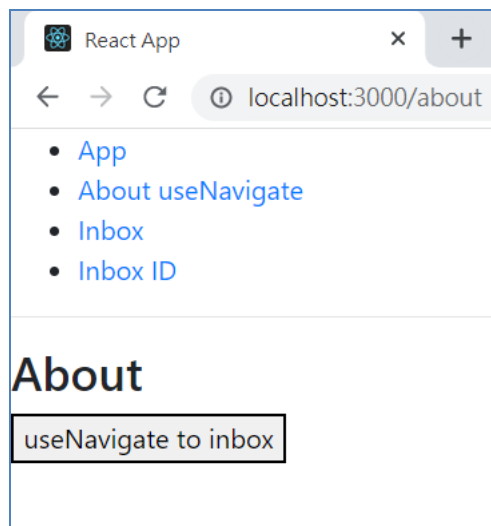 React App
localhost:3000/about
App
About useNavigate
Inbox
Inbox ID
About
useNavigate to inbox